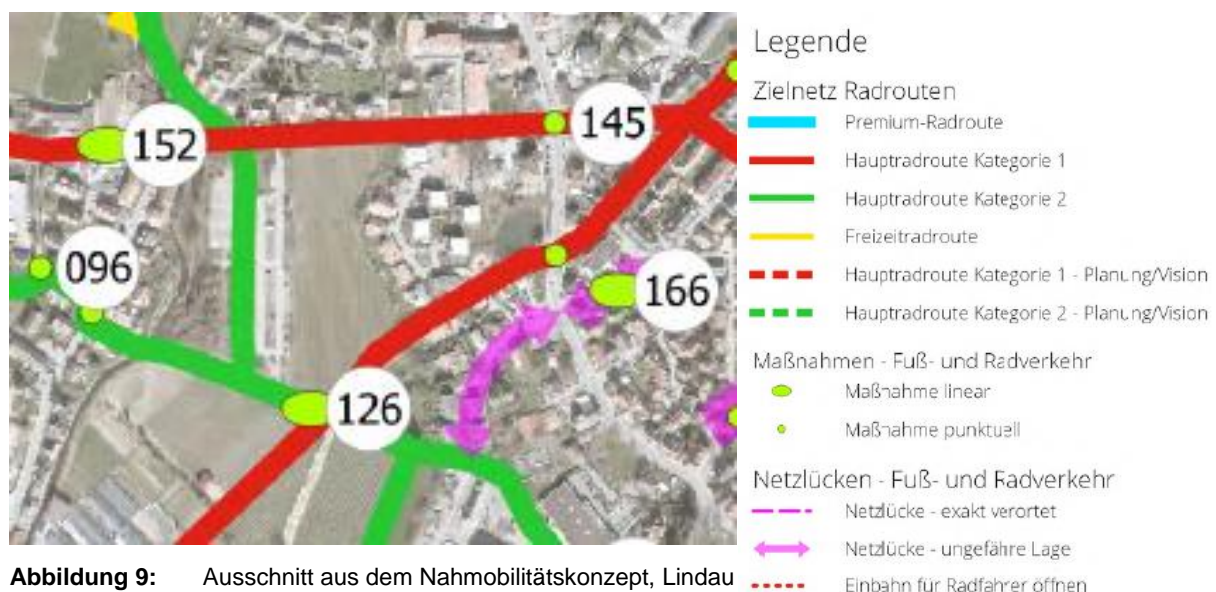 152
145
096
166
126
Abbildung 9: Ausschnitt aus dem Nahmobilitätskonzept, Lindau
Legende
Zielnetz Radrouten
Premium-Radroute
Hauptradroute Kategorie 1
Hauptradroute Kategorie 2
Freizeitradroute
Hauptradroute Kategorie 1 - Planung/Vision
Hauptradroute Kategorie 2 - Planung/Vision
Maßnahmen - Fuß- und Radverkehr
Maßnahme linear
Maßnahme punktuell
Netzlücken - Fuß- und Radverkehr
Netzlücke - exakt verortet
Netzlücke - ungefähre Lage
Einbahn für Radfahrer öffnen